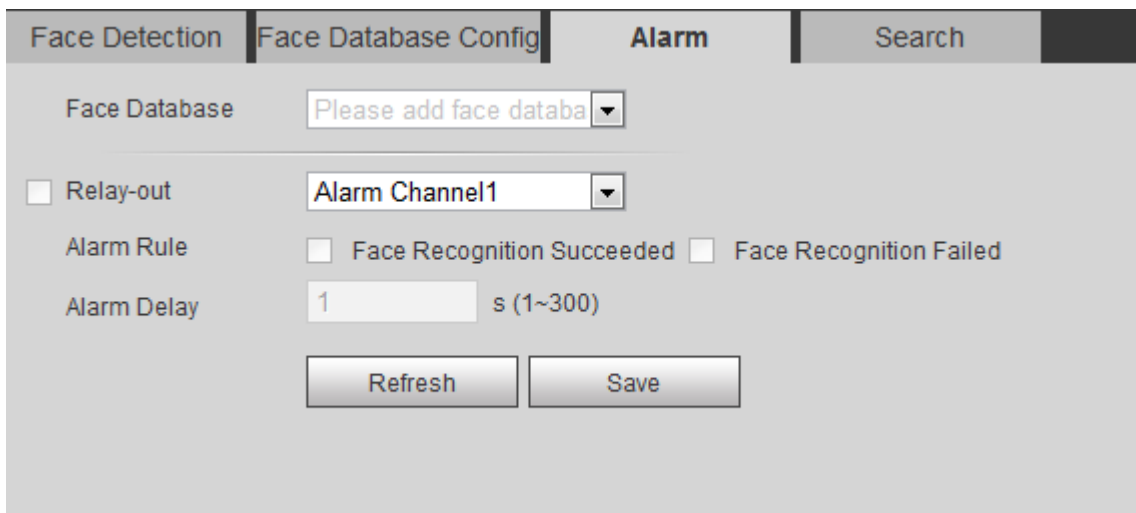 Face Detection Face Database Config Alarm Search
Face Database Please add face databa
Relay-out Alarm Channel1
Alarm Rule Face Recognition Succeeded Face Recognition Failed
Alarm Delay 1 s (1~300)
Refresh Save